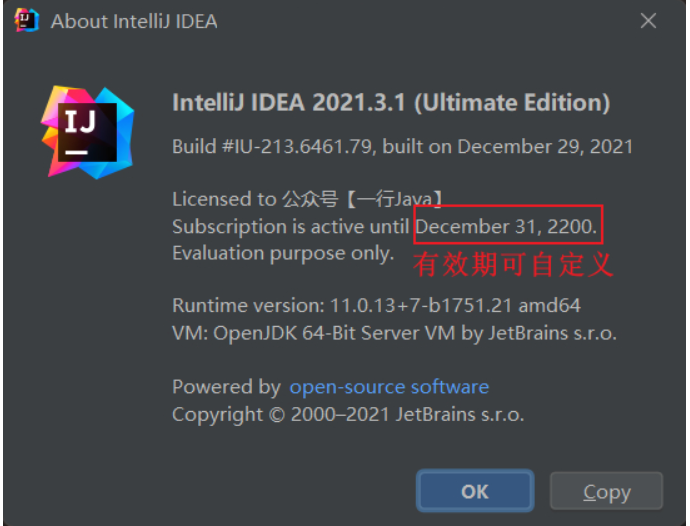 About IntelliJ IDEA
IJ
IntelliJ IDEA 2021.3.1 (Ultimate Edition)
Build #IU-213.6461.79, built on December 29, 2021
Licensed to 公众号【一行Java】
Subscription is active until December 31, 2200.
Evaluation purpose only.
有效期可自定义
Runtime version: 11.0.13+7-b1751.21 amd64
VM: OpenJDK 64-Bit Server VM by JetBrains s.r.o.
Powered by open-source software
Copyright © 2000–2021 JetBrains s.r.o.
OK
Copy